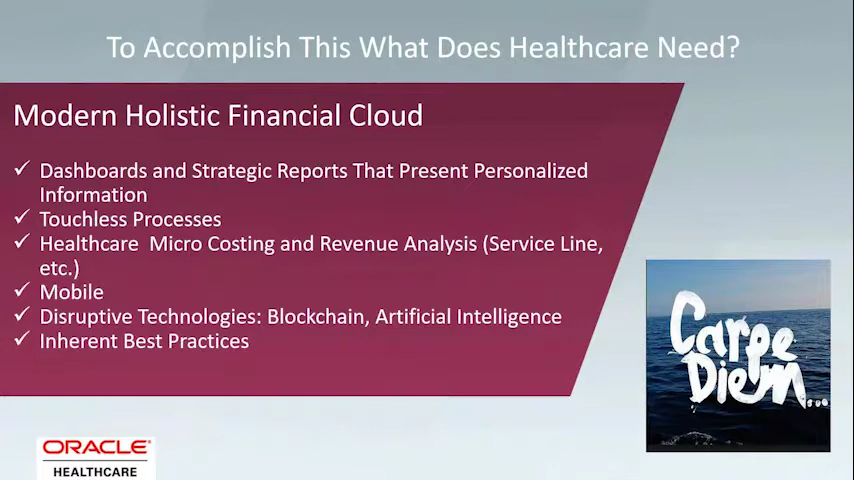 To Accomplish This What Does Healthcare Need?
Modern Holistic Financial Cloud
✓ Dashboards and Strategic Reports That Present Personalized
Information
✓ Touchless Processes
✓ Healthcare  Micro Costing and Revenue Analysis (Service Line,
etc.)
✓ Mobile
✓ Disruptive Technologies: Blockchain, Artificial Intelligence
✓ Inherent Best Practices
Carpe
Diem...
ORACLE
HEALTHCARE